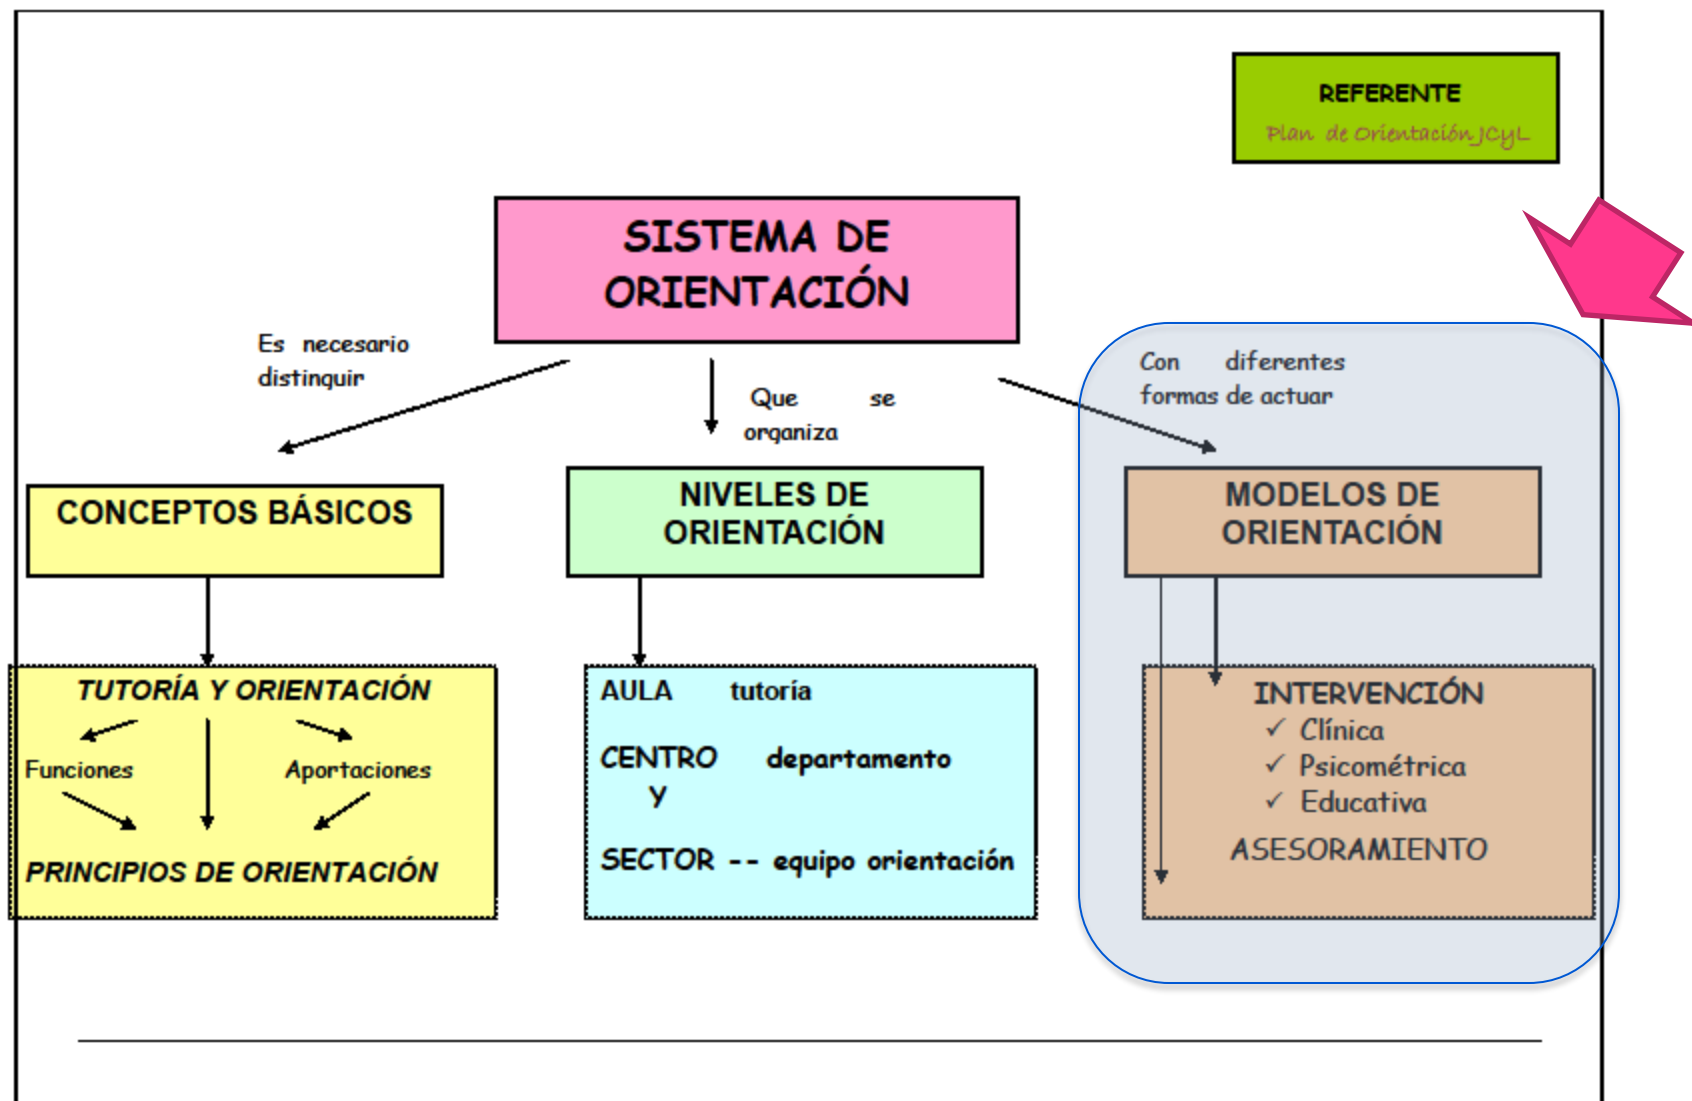 REFERENTE
Plan de Orientación JCyL
SISTEMA DE
ORIENTACIÓN
Es necesario
distinguir
Que se
organiza
Con diferentes
formas de actuar
CONCEPTOS BÁSICOS
NIVELES DE
ORIENTACIÓN
MODELOS DE
ORIENTACIÓN
TUTORÍA Y ORIENTACIÓN
Funciones Aportaciones
PRINCIPIOS DE ORIENTACIÓN
AULA tutoría
CENTRO departamento
Y
SECTOR -- equipo orientación
INTERVENCIÓN
✓ Clínica
✓ Psicométrica
✓ Educativa
ASESORAMIENTO